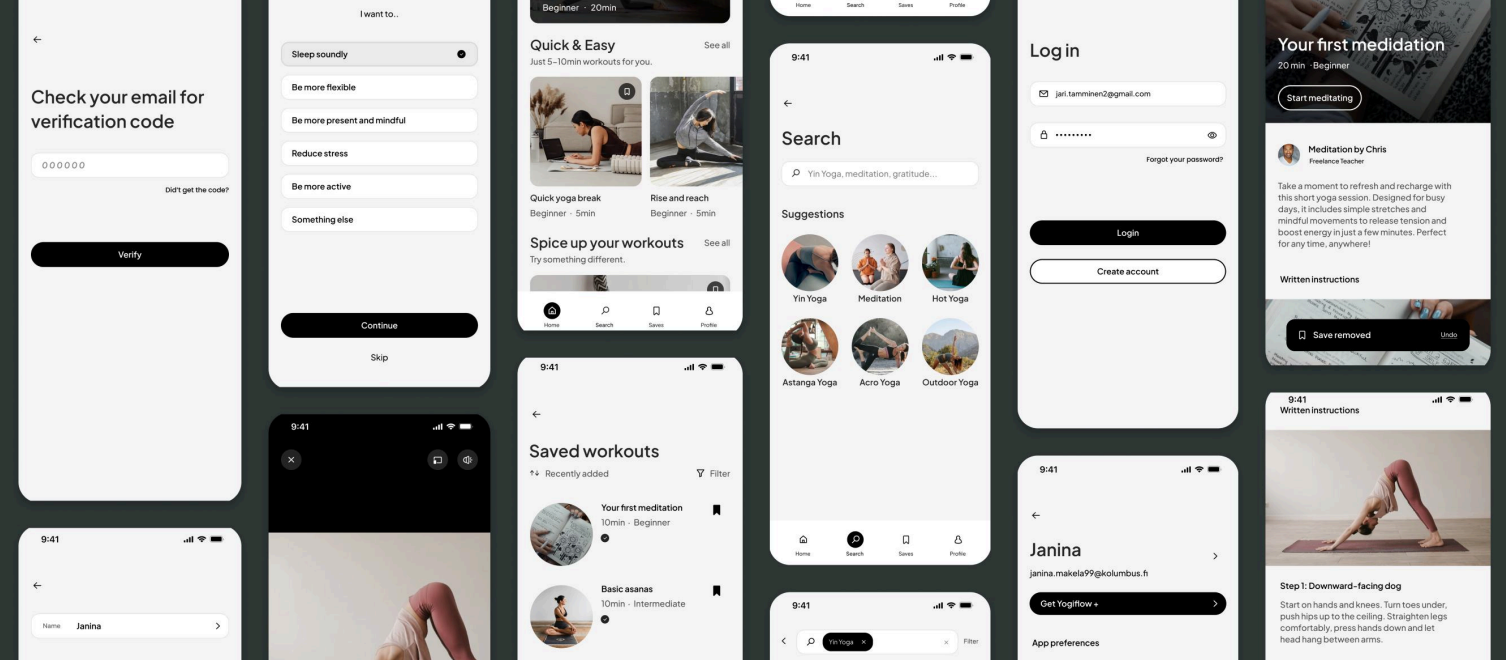 Check your email for
verification code
000000
Did't get the code?
Verify
9:41
Name Janina
I want to..
Sleep soundly
Be more flexible
Be more present and mindful
Reduce stress
Be more active
Something else
Continue
Skip
9:41
Beginner · 20min
Quick & Easy See all
Just 5-10min workouts for you.
Quick yoga break Rise and reach
Beginner · 5min Beginner · 5min
Spice up your workouts See all
Try something different.
Home Search Saves Profile
9:41
Saved workouts
Recently added Filter
Your first meditation
10min · Beginner
Basic asanas
10min · Intermediate
Home Search Saves Profile
9:41
Search
Yin Yoga, meditation, gratitude...
Suggestions
Yin Yoga Meditation Hot Yoga
Astanga Yoga Acro Yoga Outdoor Yoga
Home Search Saves Profile
9:41
Yin Yoga × × Filter
Log in
jari.tamminen2@gmail.com
Forgot your password?
Login
Create account
9:41
Janina
janina.makela99@kolumbus.fi
Get Yogiflow +
App preferences
Your first medidation
20 min · Beginner
Start meditating
Meditation by Chris
Freelance Teacher
Take a moment to refresh and recharge with
this short yoga session. Designed for busy
days, it includes simple stretches and
mindful movements to release tension and
boost energy in just a few minutes. Perfect
for any time, anywhere!
Written instructions
Save removed Undo
9:41
Written instructions
Step 1: Downward-facing dog
Start on hands and knees. Turn toes under,
push hips up to the ceiling. Straighten legs
comfortably, press hands down and let
head hang between arms.